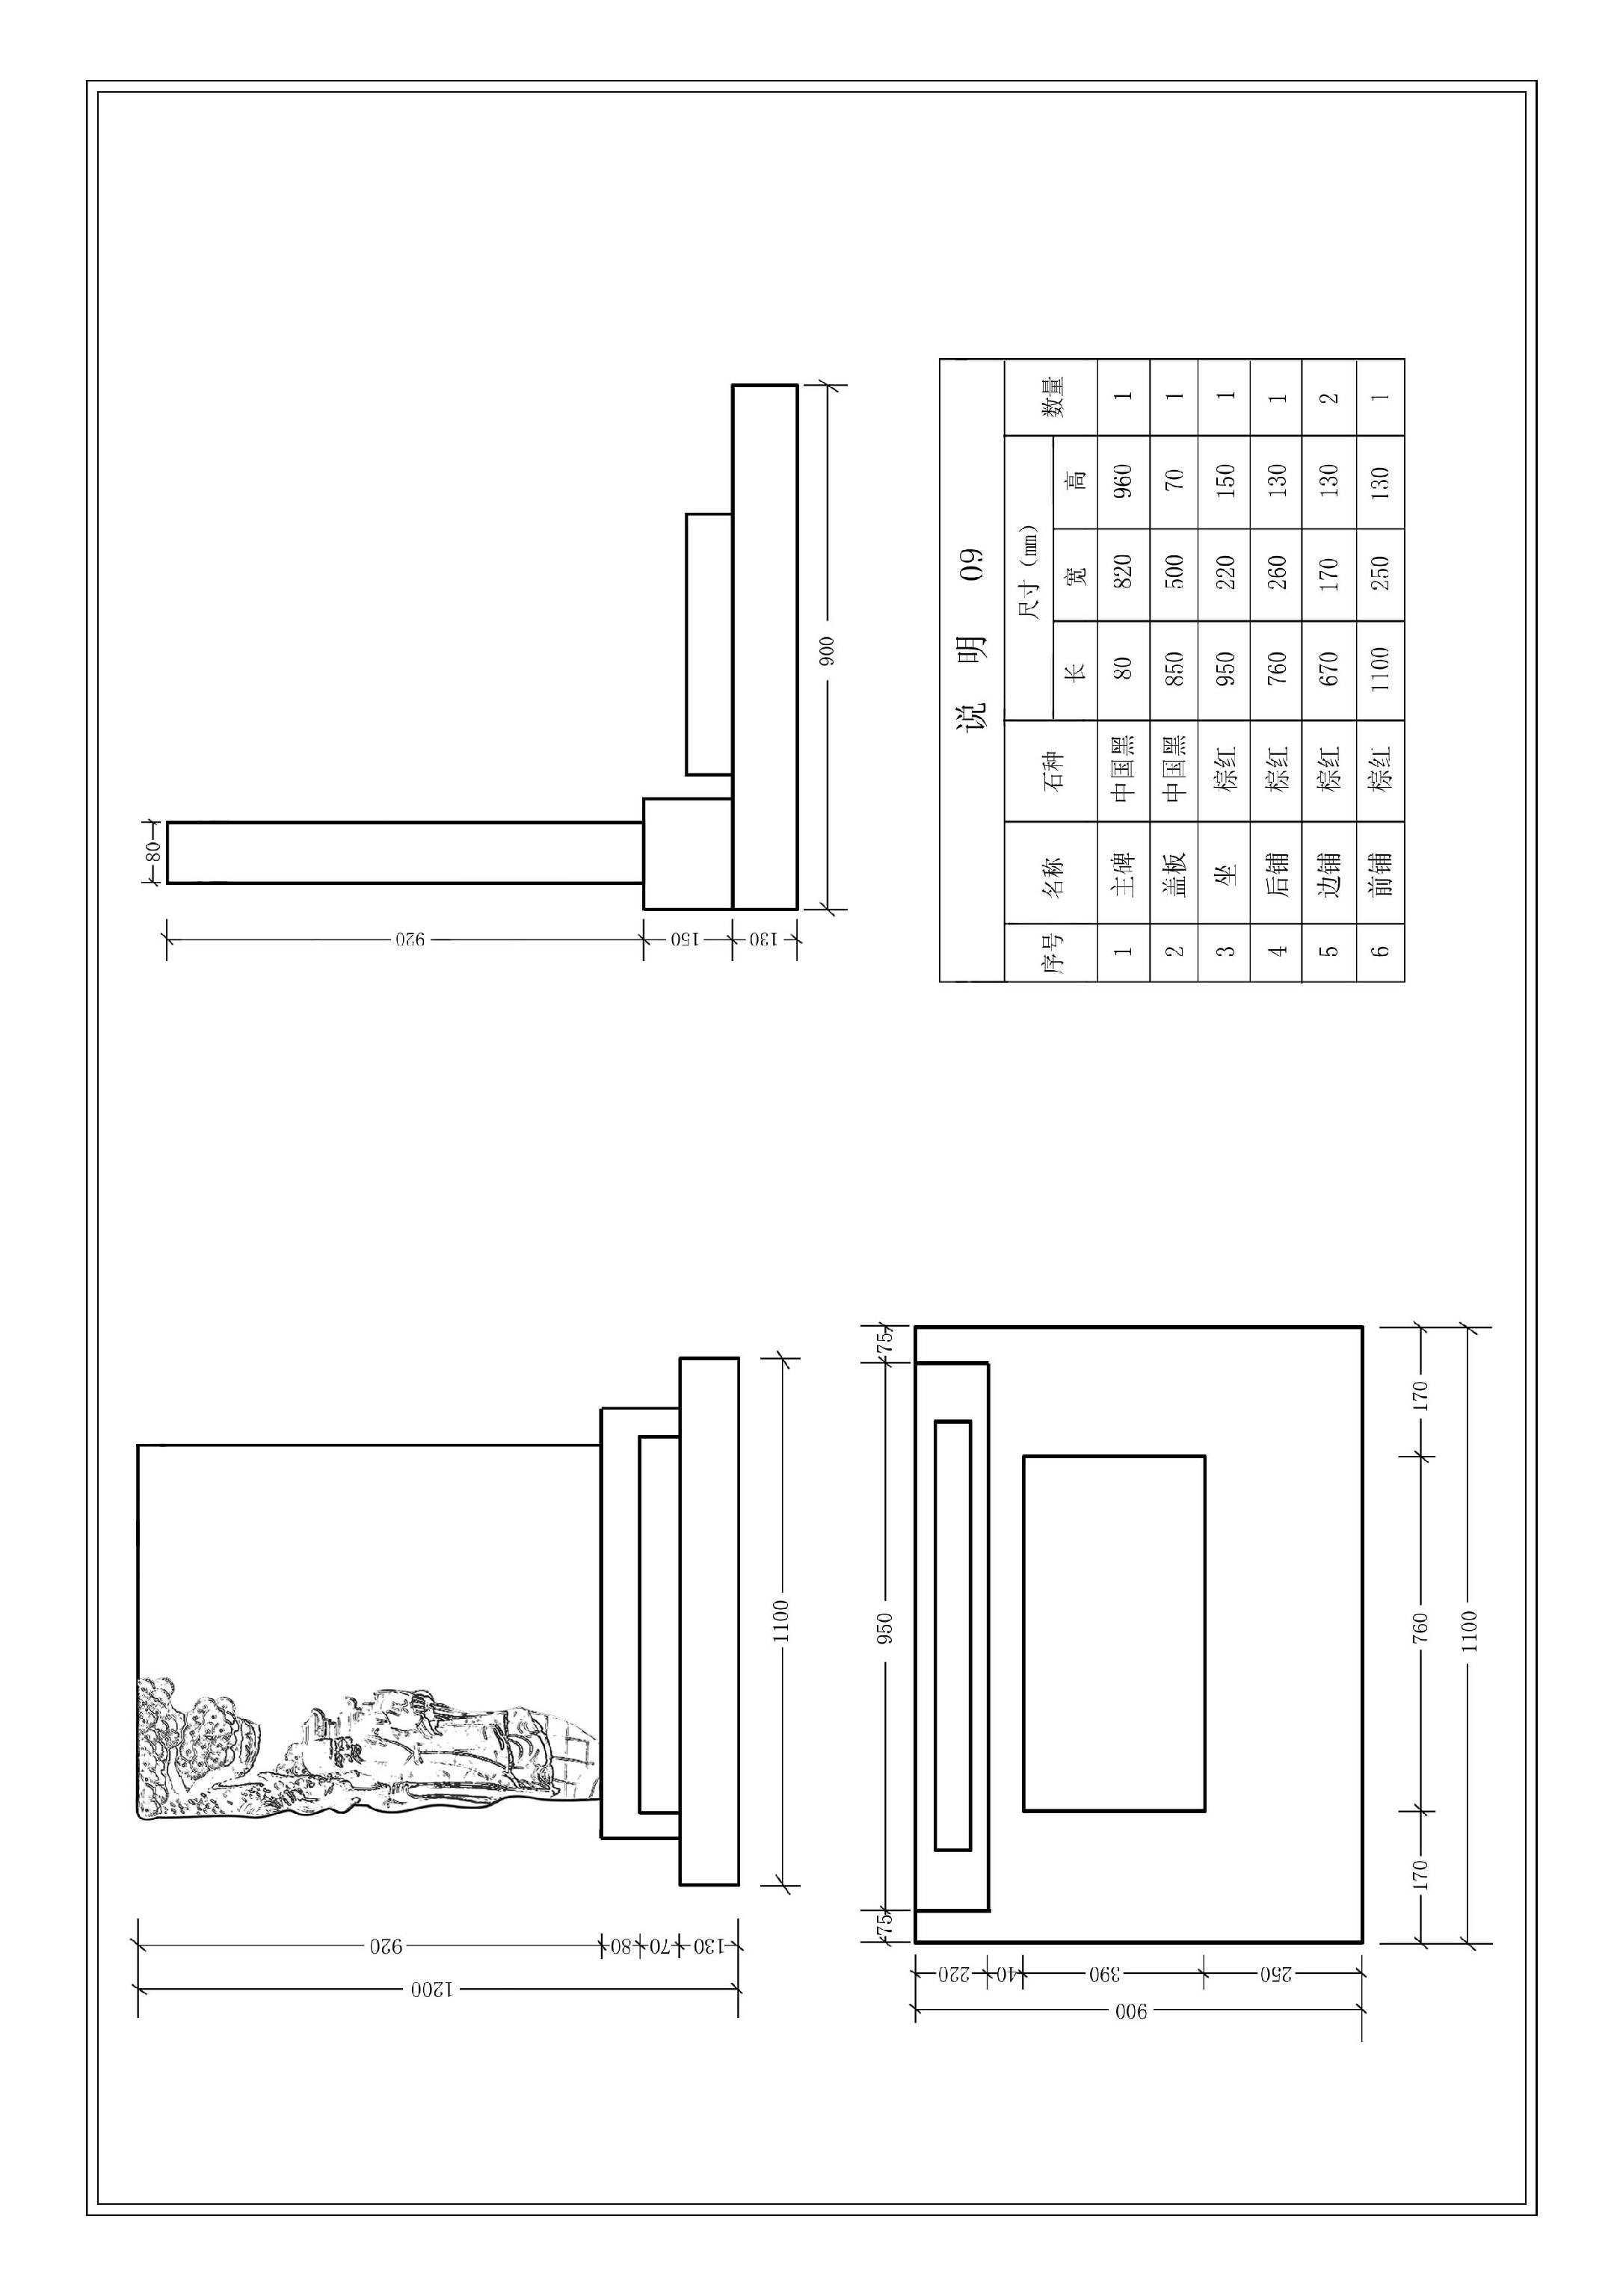 920
80
70
130
1200
1100
80
920
150
130
900
75
950
75
220
40
390
250
900
170
760
170
1100
说 明 09
序号 名称 石种 尺寸（mm） 数量
长 宽 高
1 主碑 中国黑 80 820 960 1
2 盖板 中国黑 850 500 70 1
3 坐 棕红 950 220 150 1
4 后铺 棕红 760 260 130 1
5 边铺 棕红 670 170 130 2
6 前铺 棕红 1100 250 130 1